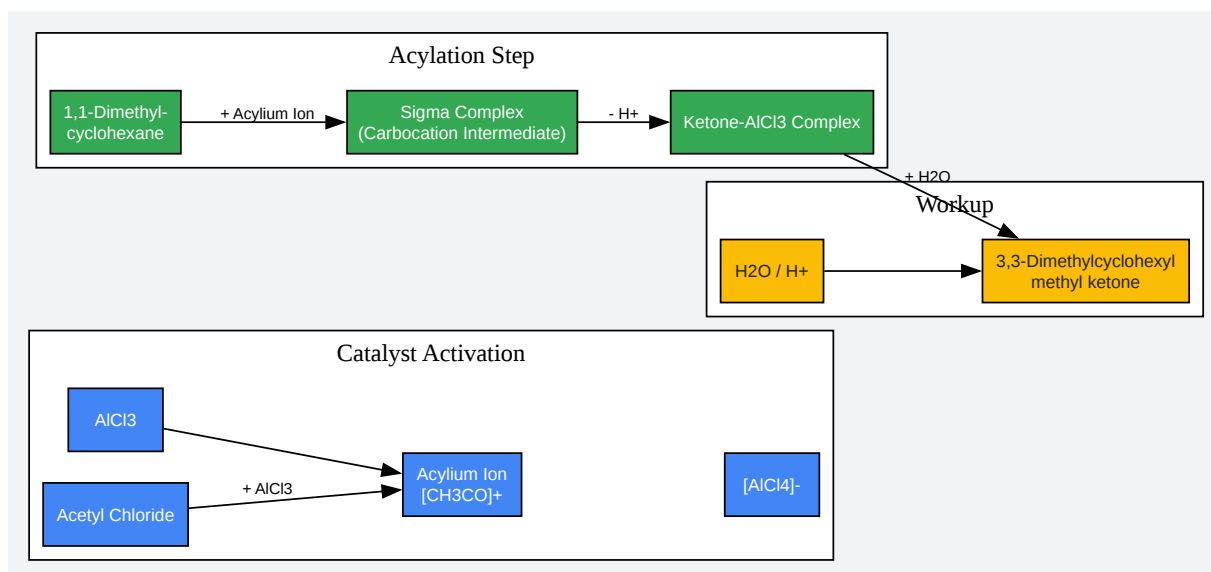 Acylation Step
1,1-Dimethyl-
cyclohexane
+ Acylium Ion
Sigma Complex
(Carbocation Intermediate)
- H+
Ketone-AlCl3 Complex
+ H2O
Workup
H2O / H+
3,3-Dimethylcyclohexyl
methyl ketone
Catalyst Activation
AlCl3
Acetyl Chloride
+ AlCl3
Acylium Ion
[CH3CO]+
[AlCl4]-